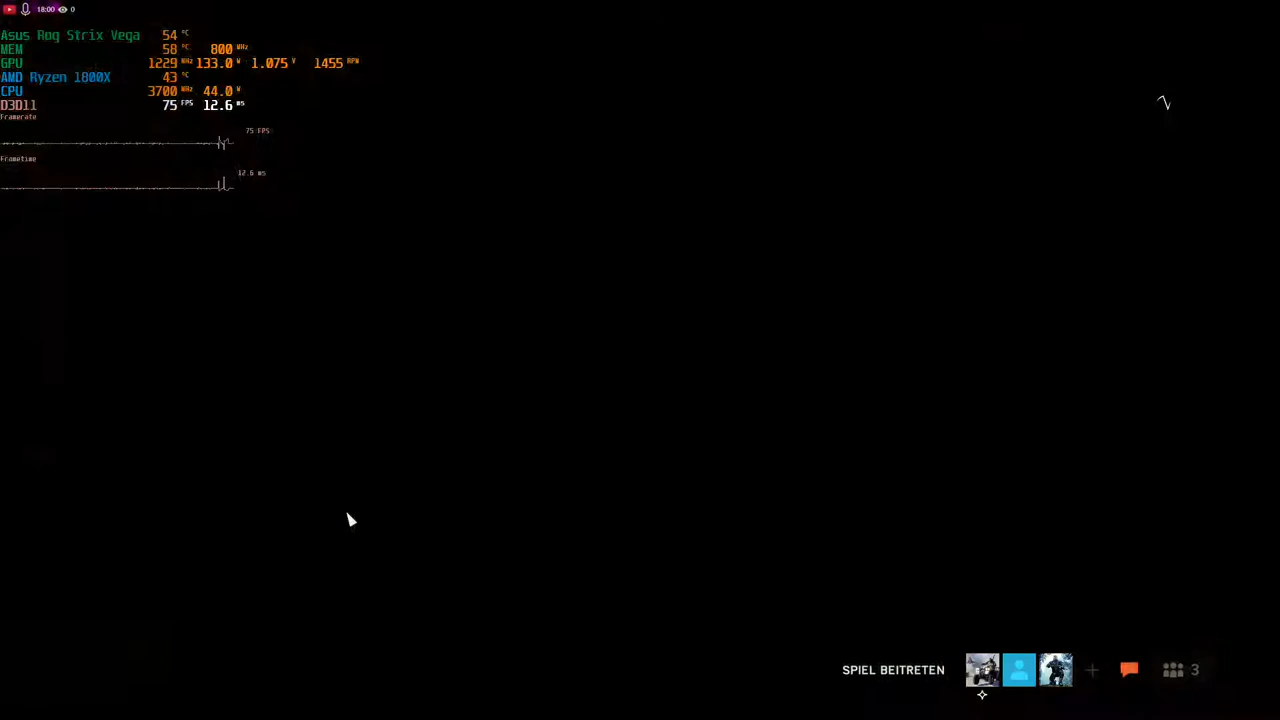 18:00 0
Asus Rog Strix Vega 54 °C
MEM 58 °C 800 MHz
GPU 1229 MHz 133.0 W 1.075 V 1455 RPM
AMD Ryzen 1800X 43 °C
CPU 3700 MHz 44.0 W
D3D11 75 FPS 12.6 ms
Framerate
75 FPS
Frametime
12.6 ms
SPIEL BEITRETEN 3